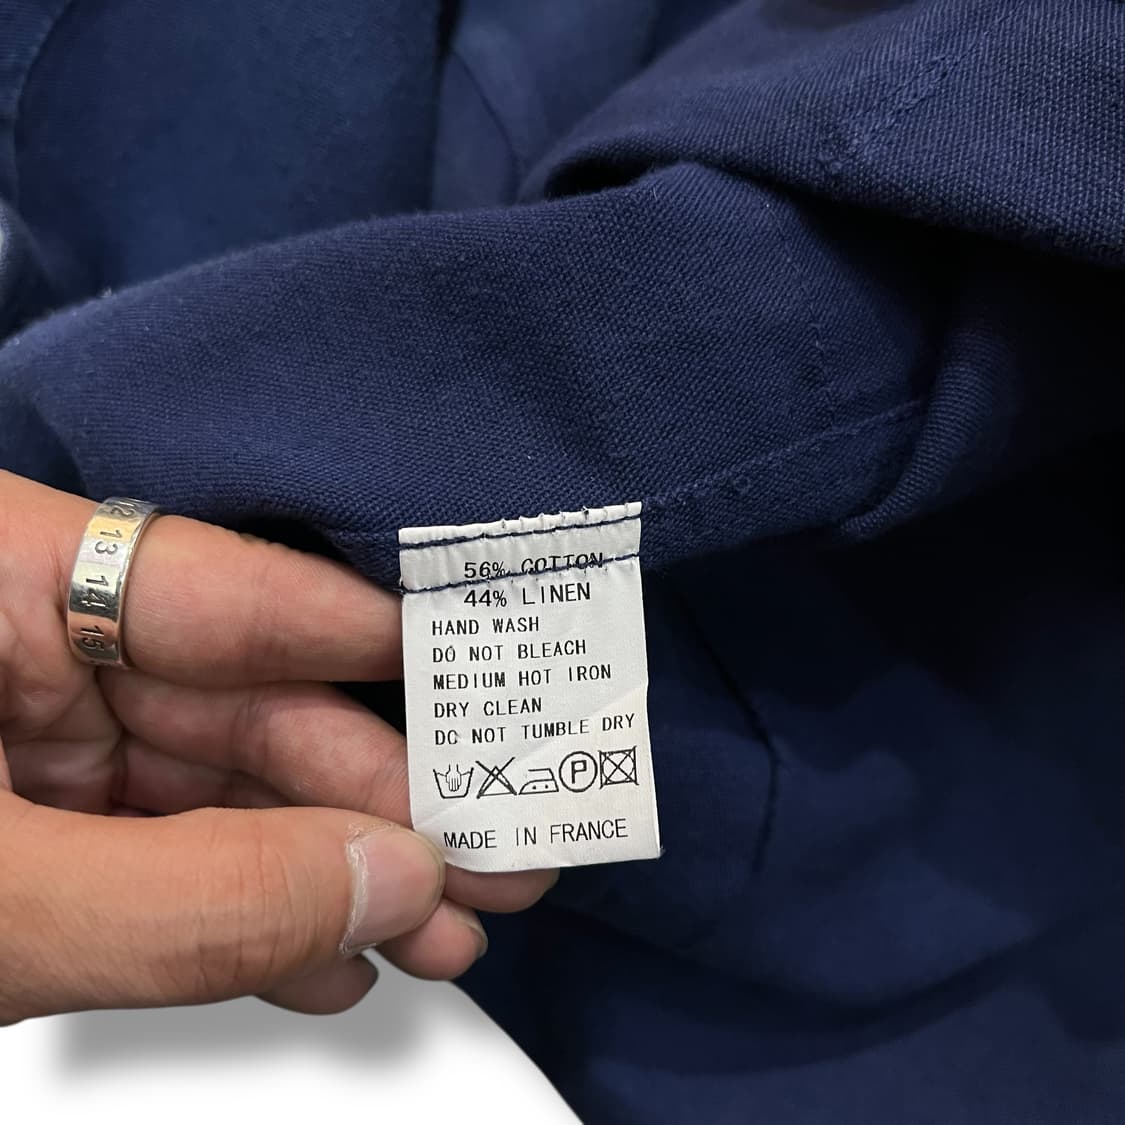 12 13 14 15
56% COTTON
44% LINEN
HAND WASH
DO NOT BLEACH
MEDIUM HOT IRON
DRY CLEAN
DO NOT TUMBLE DRY
P
MADE IN FRANCE